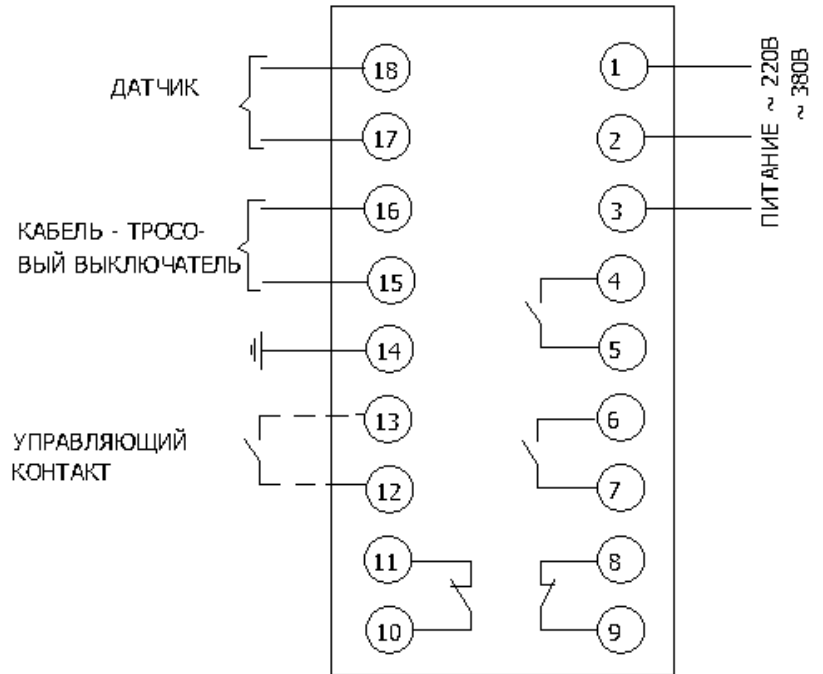 ДАТЧИК
КАБЕЛЬ - ТРОСО-
ВЫЙ ВЫКЛЮЧАТЕЛЬ
УПРАВЛЯЮЩИЙ
КОНТАКТ
18
17
16
15
14
13
12
11
10
1
2
3
4
5
6
7
8
9
ПИТАНИЕ ~ 220В
~ 380В